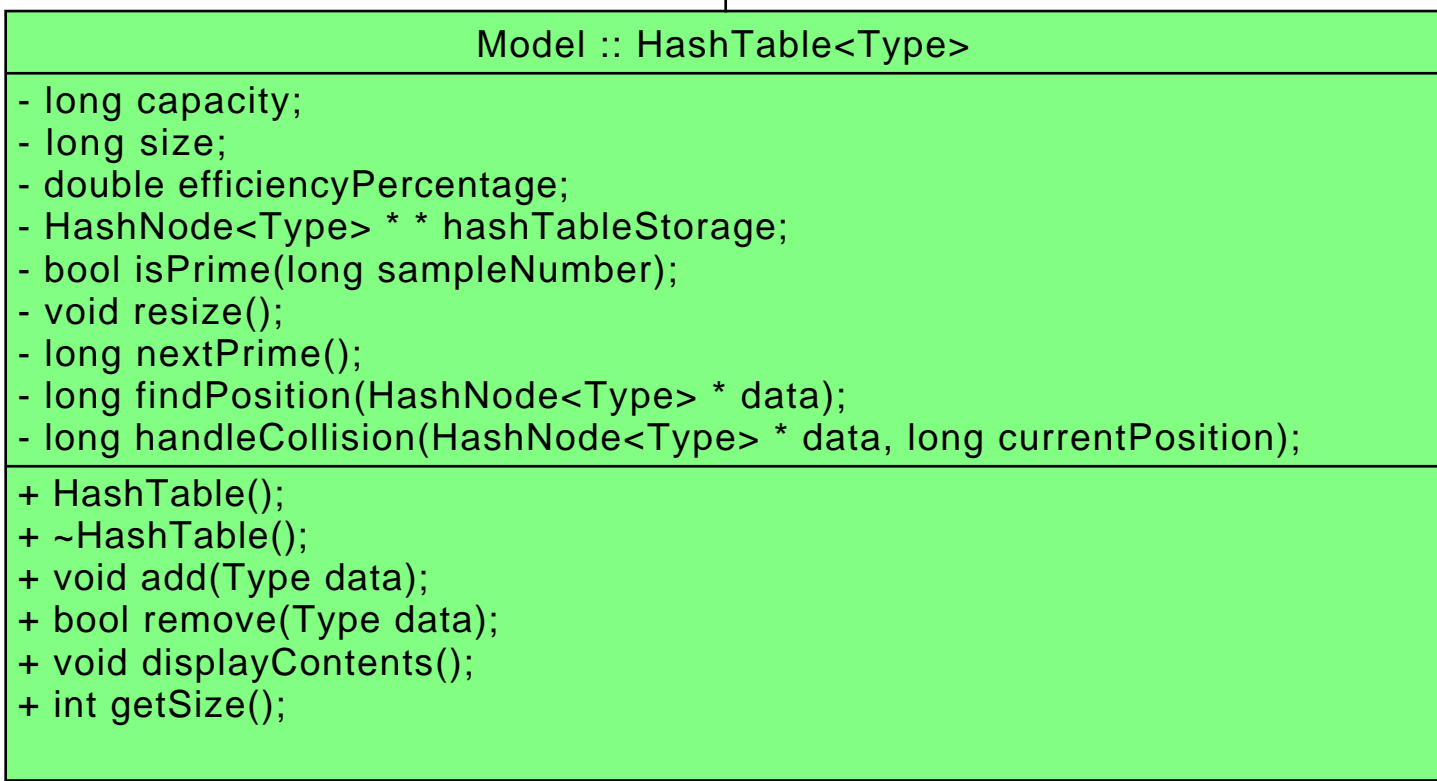 Model :: HashTable<Type>
- long capacity;
- long size;
- double efficiencyPercentage;
- HashNode<Type> * * hashTableStorage;
- bool isPrime(long sampleNumber);
- void resize();
- long nextPrime();
- long findPosition(HashNode<Type> * data);
- long handleCollision(HashNode<Type> * data, long currentPosition);
+ HashTable();
+ ~HashTable();
+ void add(Type data);
+ bool remove(Type data);
+ void displayContents();
+ int getSize();